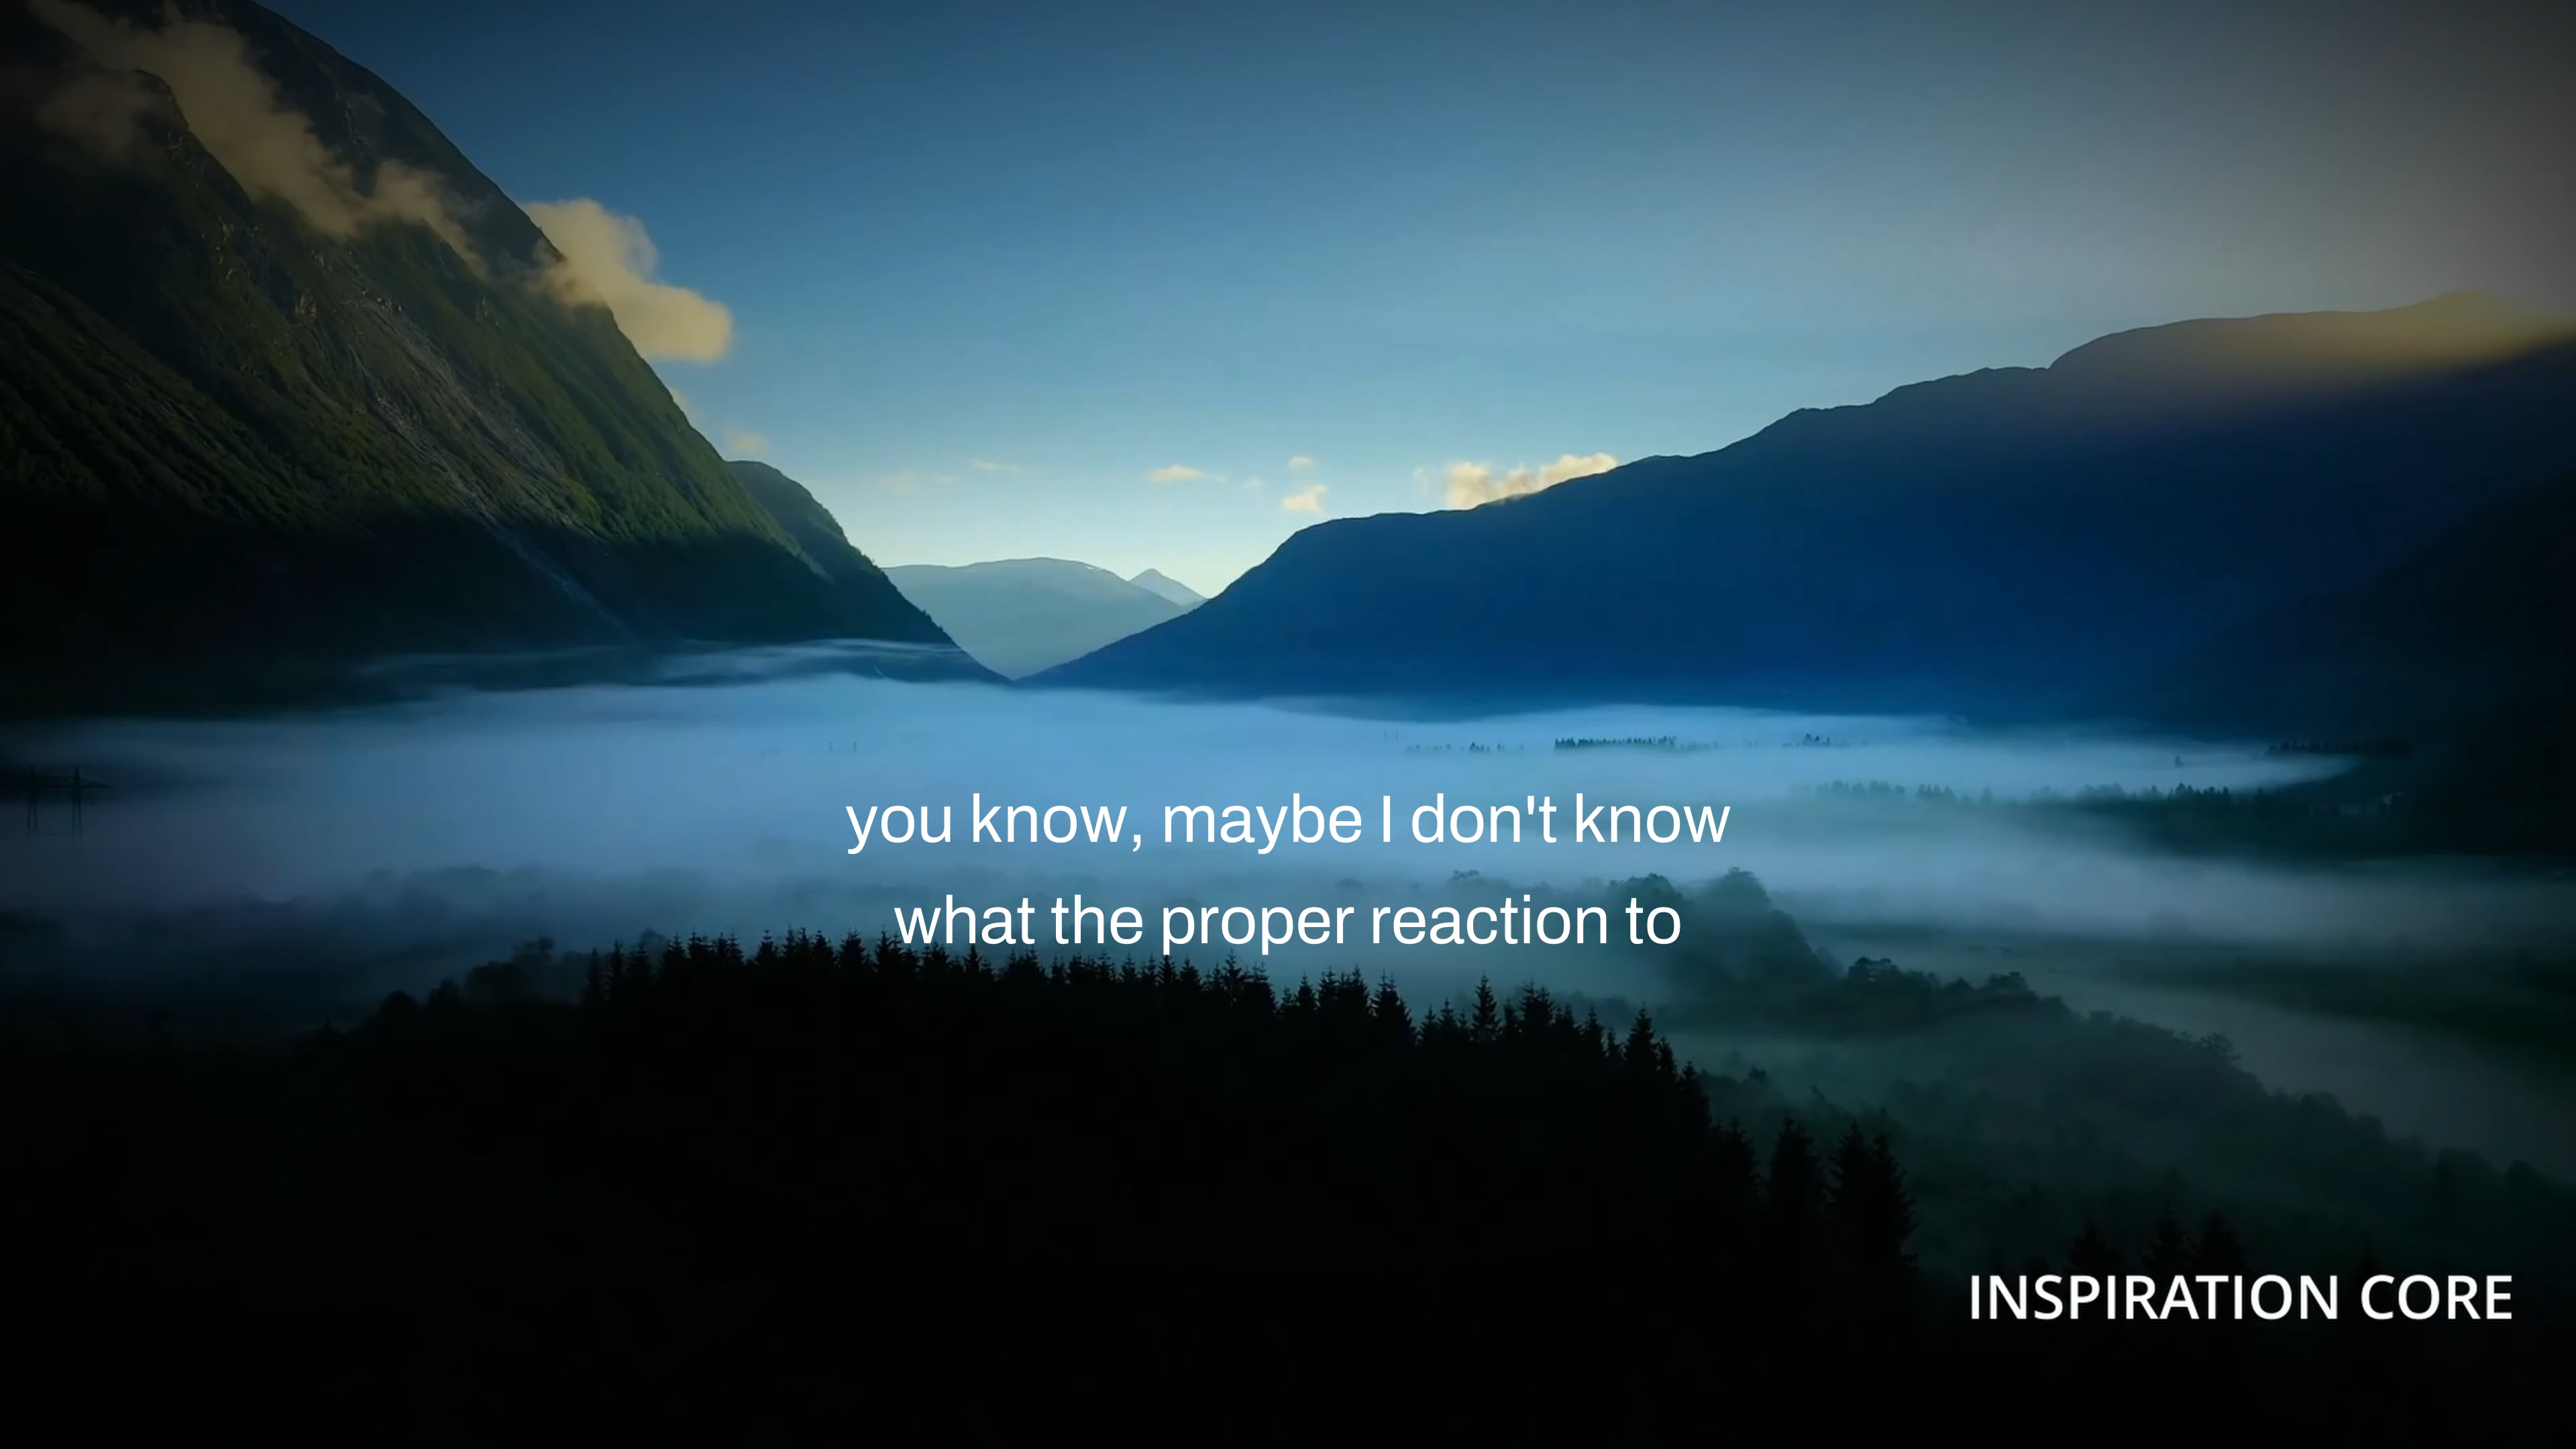 you know, maybe I don't know
what the proper reaction to
INSPIRATION CORE